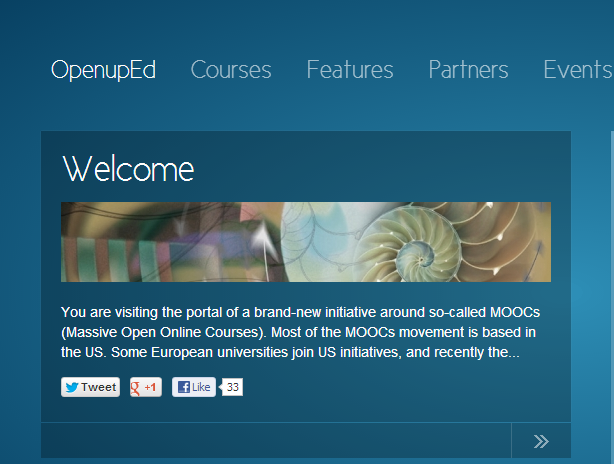 OpenupEd Courses Features Partners Events
Welcome
You are visiting the portal of a brand-new initiative around so-called MOOCs
(Massive Open Online Courses). Most of the MOOCs movement is based in
the US. Some European universities join US initiatives, and recently the...
Tweet +1 Like 33